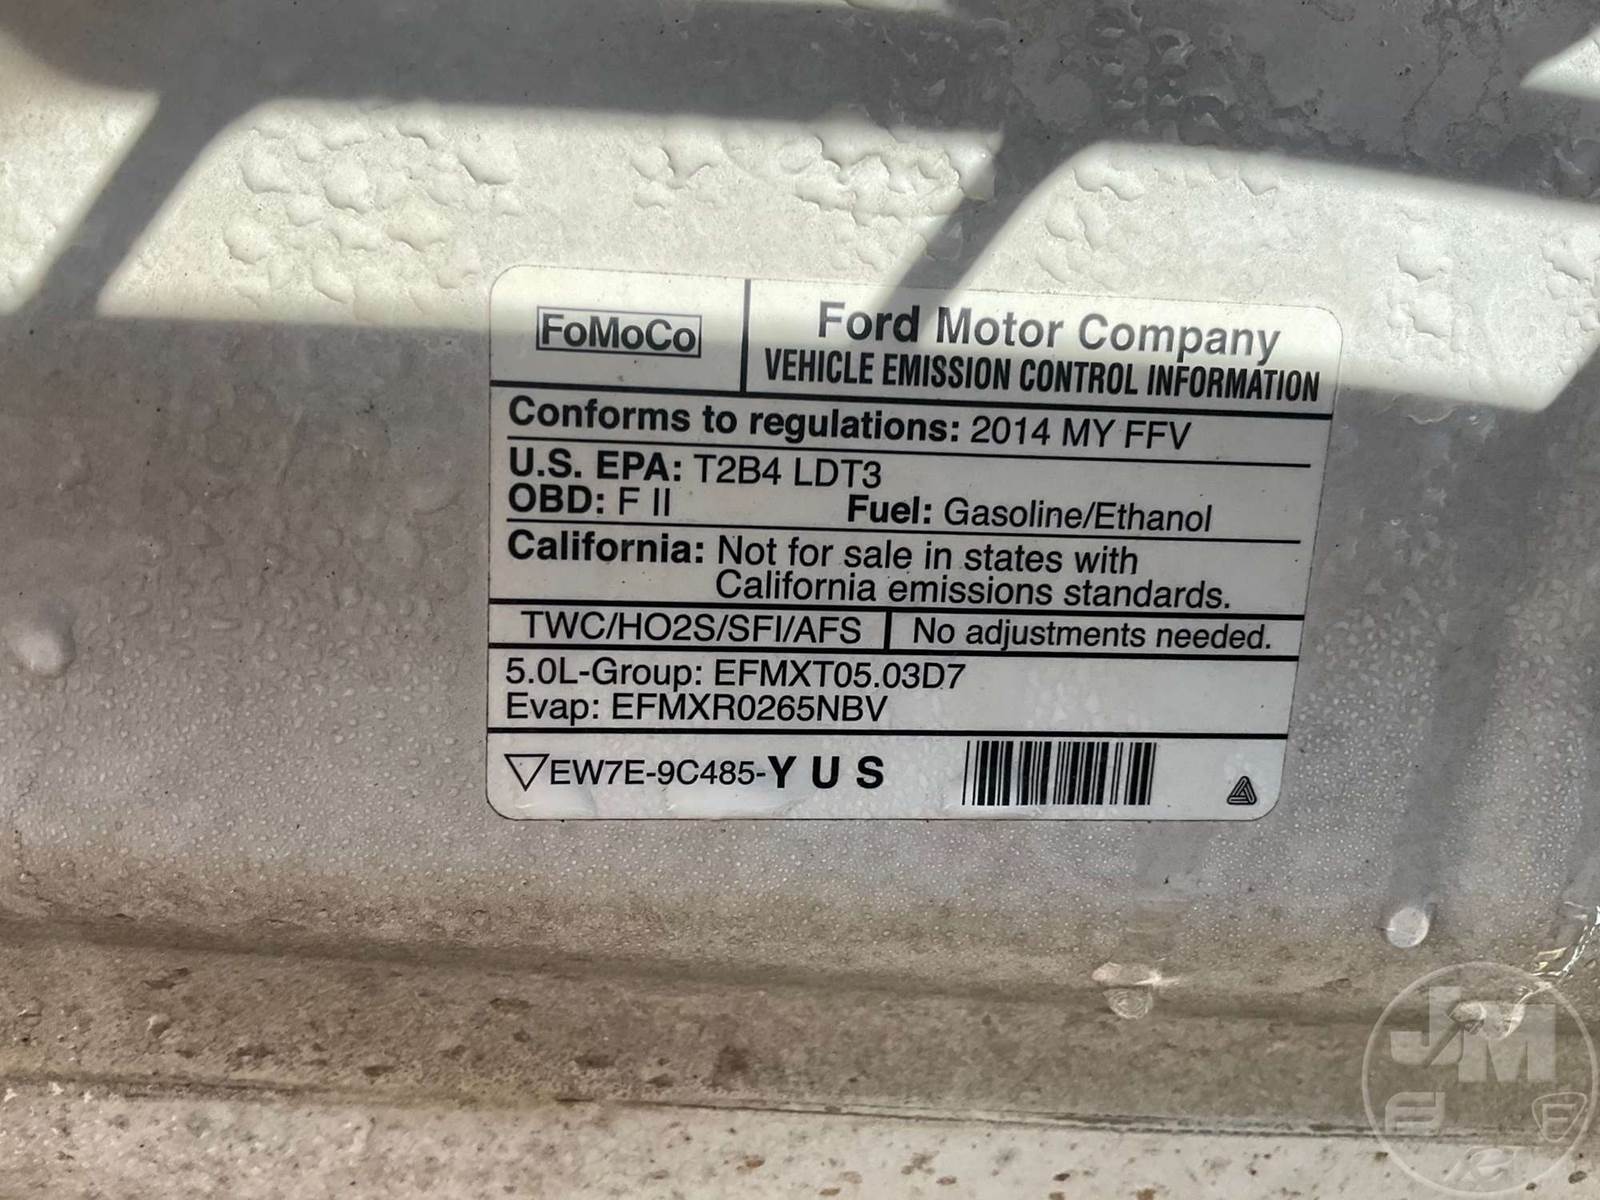 FoMoCo
Ford Motor Company
VEHICLE EMISSION CONTROL INFORMATION
Conforms to regulations: 2014 MY FFV
U.S. EPA: T2B4 LDT3
OBD: F II Fuel: Gasoline/Ethanol
California: Not for sale in states with
California emissions standards.
TWC/HO2S/SFI/AFS No adjustments needed.
5.0L-Group: EFMXT05.03D7
Evap: EFMXR0265NBV
EW7E-9C485-Y U S
JM